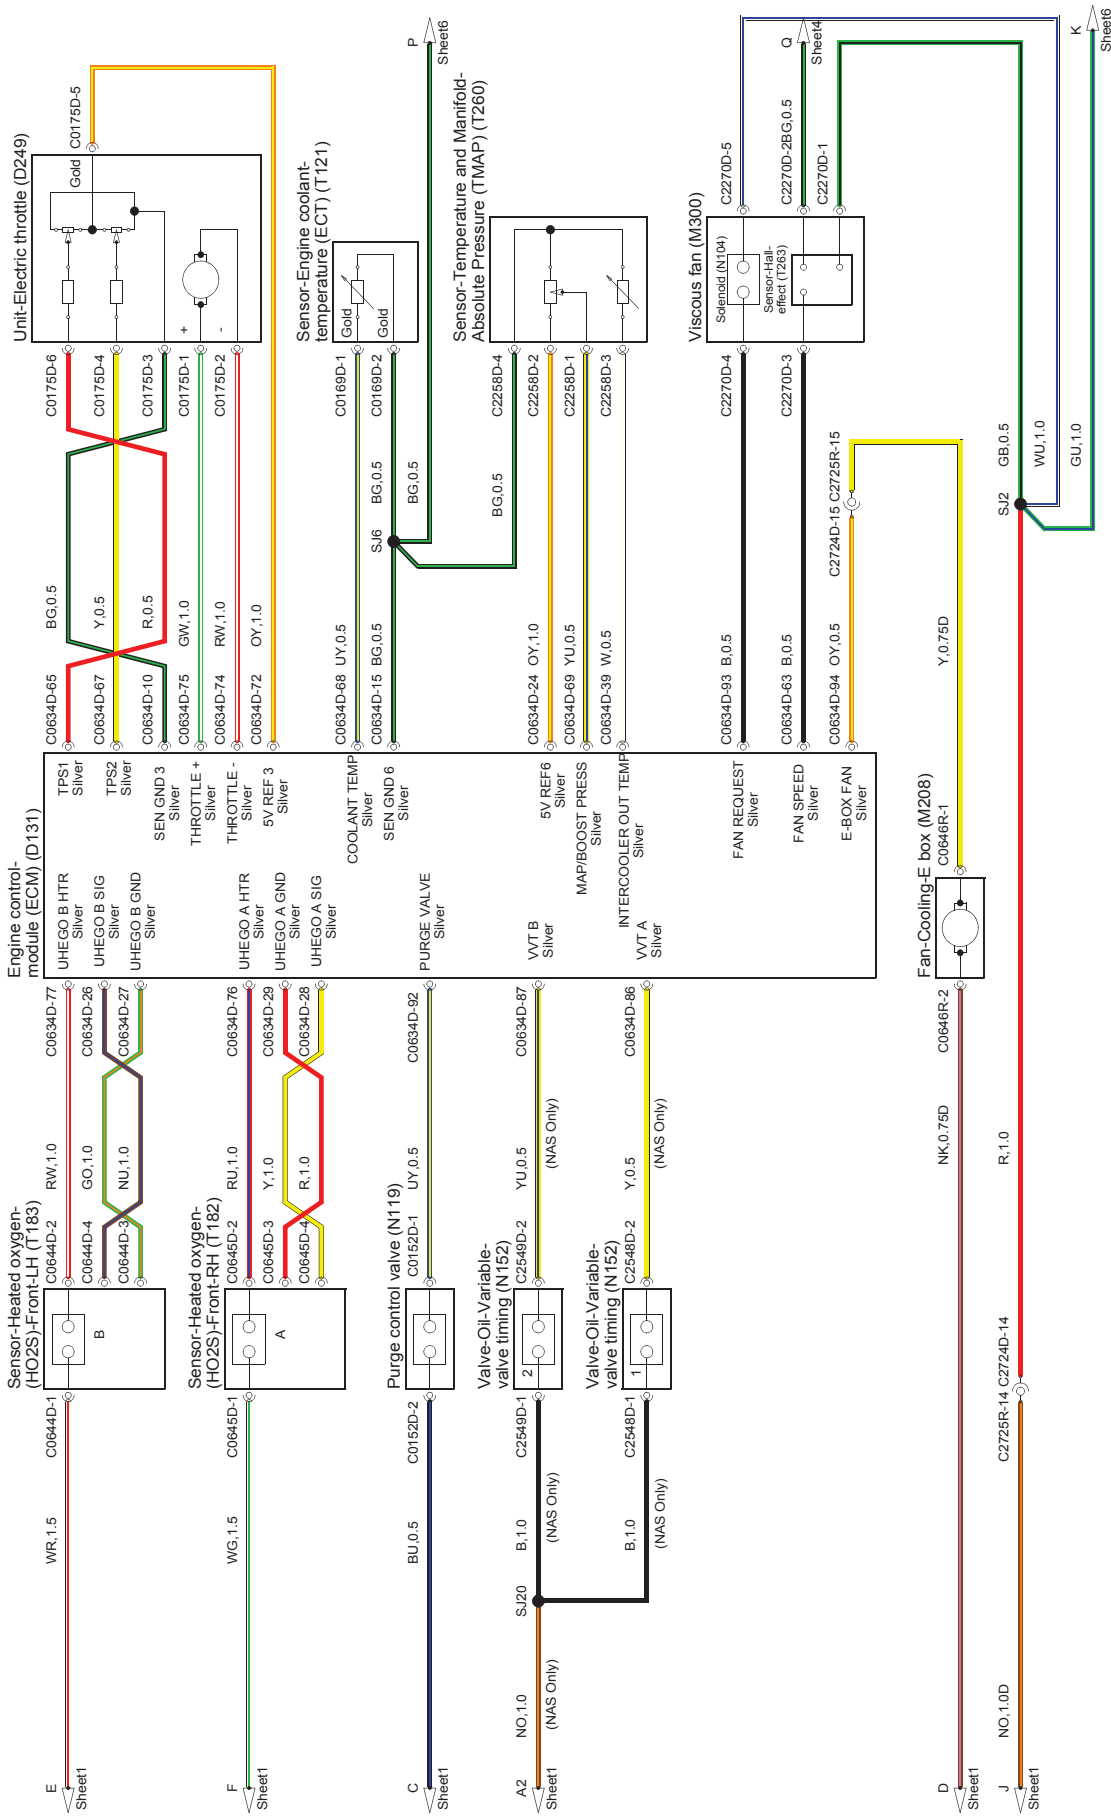 Unit-Electric throttle (D249)
Gold
C0175D-5
+
-
C0175D-6
C0175D-4
C0175D-3
C0175D-1
C0175D-2
BG,0.5
Y,0.5
R,0.5
GW,1.0
RW,1.0
OY,1.0
C0634D-65
C0634D-67
C0634D-10
C0634D-75
C0634D-74
C0634D-72
Sensor-Engine coolant-
temperature (ECT) (T121)
Gold
Gold
C0169D-1
C0169D-2
P
Sheet6
BG,0.5
BG,0.5
SJ6
UY,0.5
BG,0.5
C0634D-68
C0634D-15
Sensor-Temperature and Manifold-
Absolute Pressure (TMAP) (T260)
C2258D-4
C2258D-2
C2258D-1
C2258D-3
BG,0.5
OY,1.0
YU,0.5
W,0.5
C0634D-24
C0634D-69
C0634D-39
Viscous fan (M300)
Solenoid (N104)
Sensor-Hall-
effect (T263)
C2270D-5
C2270D-2BG,0.5
C2270D-1
Q
Sheet4
K
Sheet6
C2270D-4
C2270D-3
B,0.5
B,0.5
OY,0.5
C0634D-93
C0634D-63
C0634D-94
C2724D-15
C2725R-15
Y,0.75D
SJ2
GB,0.5
WU,1.0
GU,1.0
Engine control-
module (ECM) (D131)
TPS1
Silver
TPS2
Silver
SEN GND 3
Silver
THROTTLE +
Silver
THROTTLE -
Silver
5V REF 3
Silver
COOLANT TEMP
Silver
SEN GND 6
Silver
5V REF6
Silver
MAP/BOOST PRESS
Silver
INTERCOOLER OUT TEMP
Silver
FAN REQUEST
Silver
FAN SPEED
Silver
E-BOX FAN
Silver
UHEGO B HTR
Silver
UHEGO B SIG
Silver
UHEGO B GND
Silver
UHEGO A HTR
Silver
UHEGO A GND
Silver
UHEGO A SIG
Silver
PURGE VALVE
Silver
VVT B
Silver
VVT A
Silver
Fan-Cooling-E box (M208)
C0646R-1
C0646R-2
NK,0.75D
C0634D-77
C0634D-26
C0634D-27
RW,1.0
GO,1.0
NU,1.0
C0644D-2
C0644D-4
C0644D-3
Sensor-Heated oxygen-
(HO2S)-Front-LH (T183)
B
C0644D-1
WR,1.5
E
Sheet1
C0634D-76
C0634D-29
C0634D-28
RU,1.0
Y,1.0
R,1.0
C0645D-2
C0645D-3
C0645D-4
Sensor-Heated oxygen-
(HO2S)-Front-RH (T182)
A
C0645D-1
WG,1.5
F
Sheet1
C0634D-92
UY,0.5
C0152D-1
Purge control valve (N119)
C0152D-2
BU,0.5
C
Sheet1
C0634D-87
YU,0.5
(NAS Only)
C2549D-2
Valve-Oil-Variable-
valve timing (N152)
2
C2549D-1
B,1.0
(NAS Only)
SJ20
NO,1.0
(NAS Only)
A2
Sheet1
C0634D-86
Y,0.5
(NAS Only)
C2548D-2
Valve-Oil-Variable-
valve timing (N152)
1
C2548D-1
B,1.0
(NAS Only)
D
Sheet1
R,1.0
C2725R-14
C2724D-14
NO,1.0D
J
Sheet1